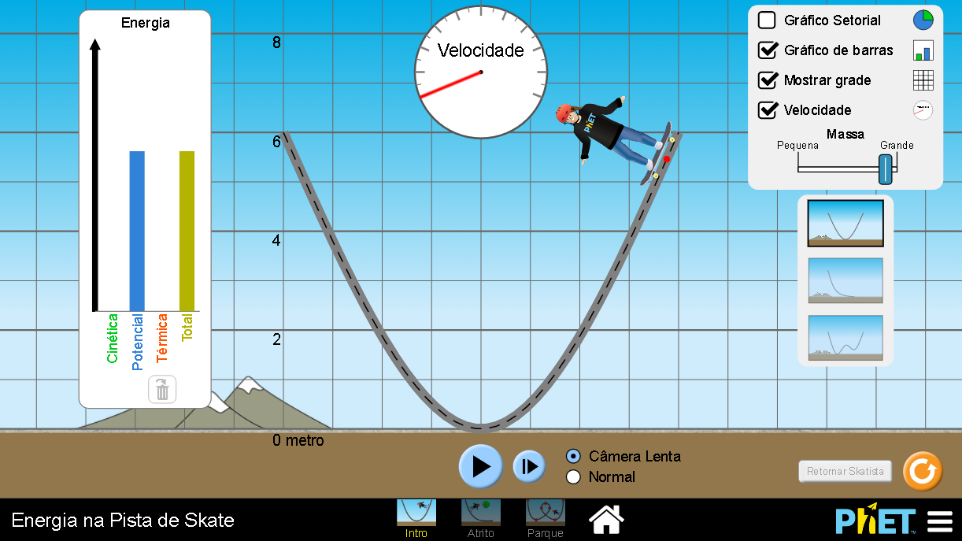 Energia
Cinética
Potencial
Térmica
Total
8
6
4
2
0 metro
Velocidade
PhET
Gráfico Setorial
Gráfico de barras
Mostrar grade
Velocidade
Massa
Pequena
Grande
Câmera Lenta
Normal
Retornar Skatista
Energia na Pista de Skate
Intro
Atrito
Parque
PhET